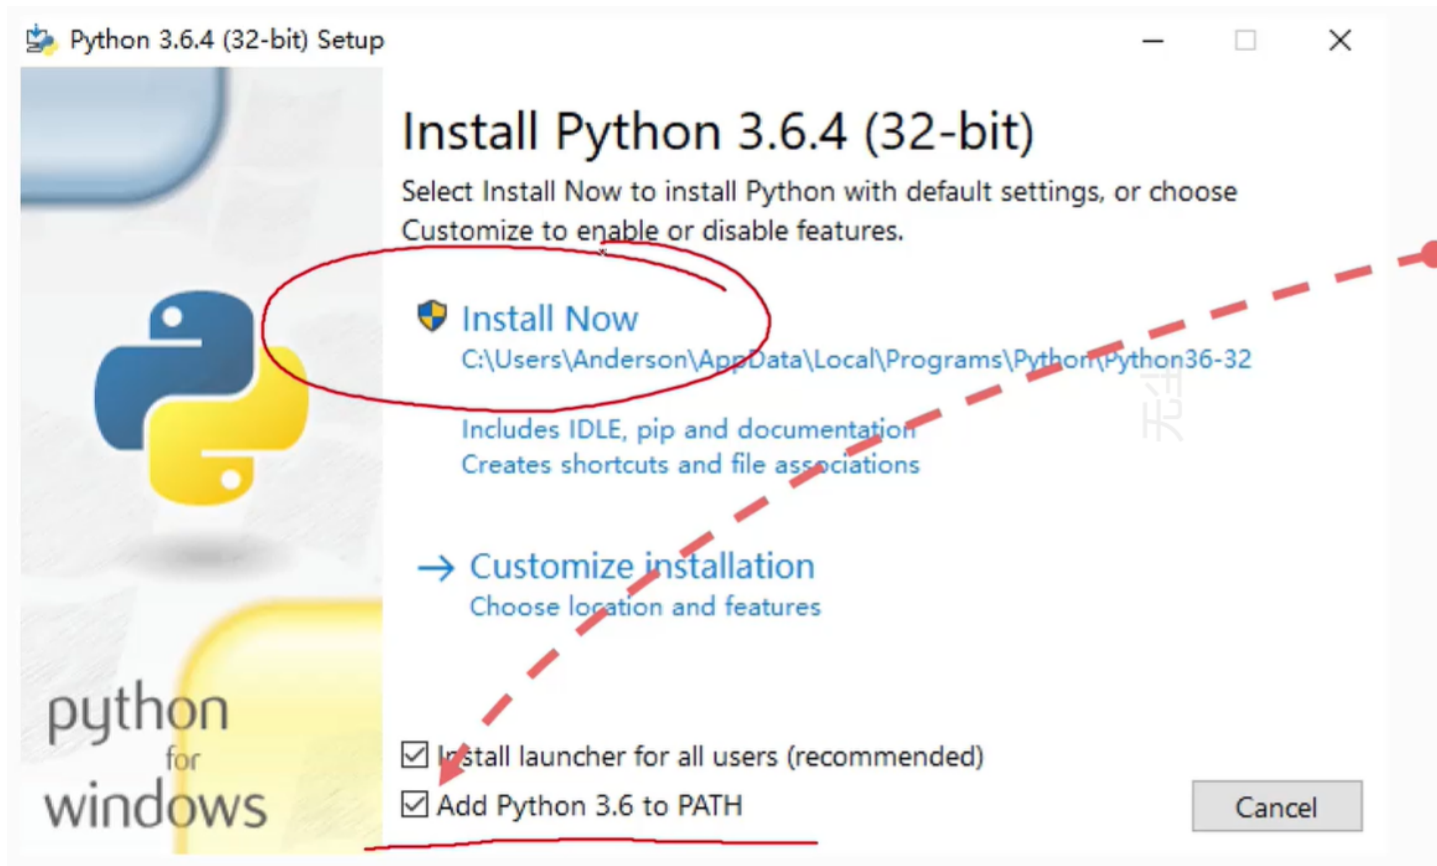 Python 3.6.4 (32-bit) Setup
Install Python 3.6.4 (32-bit)
Select Install Now to install Python with default settings, or choose
Customize to enable or disable features.
Install Now
C:\Users\Anderson\AppData\Local\Programs\Python\Python36-32
Includes IDLE, pip and documentation
Creates shortcuts and file associations
Customize installation
Choose location and features
Install launcher for all users (recommended)
Add Python 3.6 to PATH
Cancel
python
for
windows